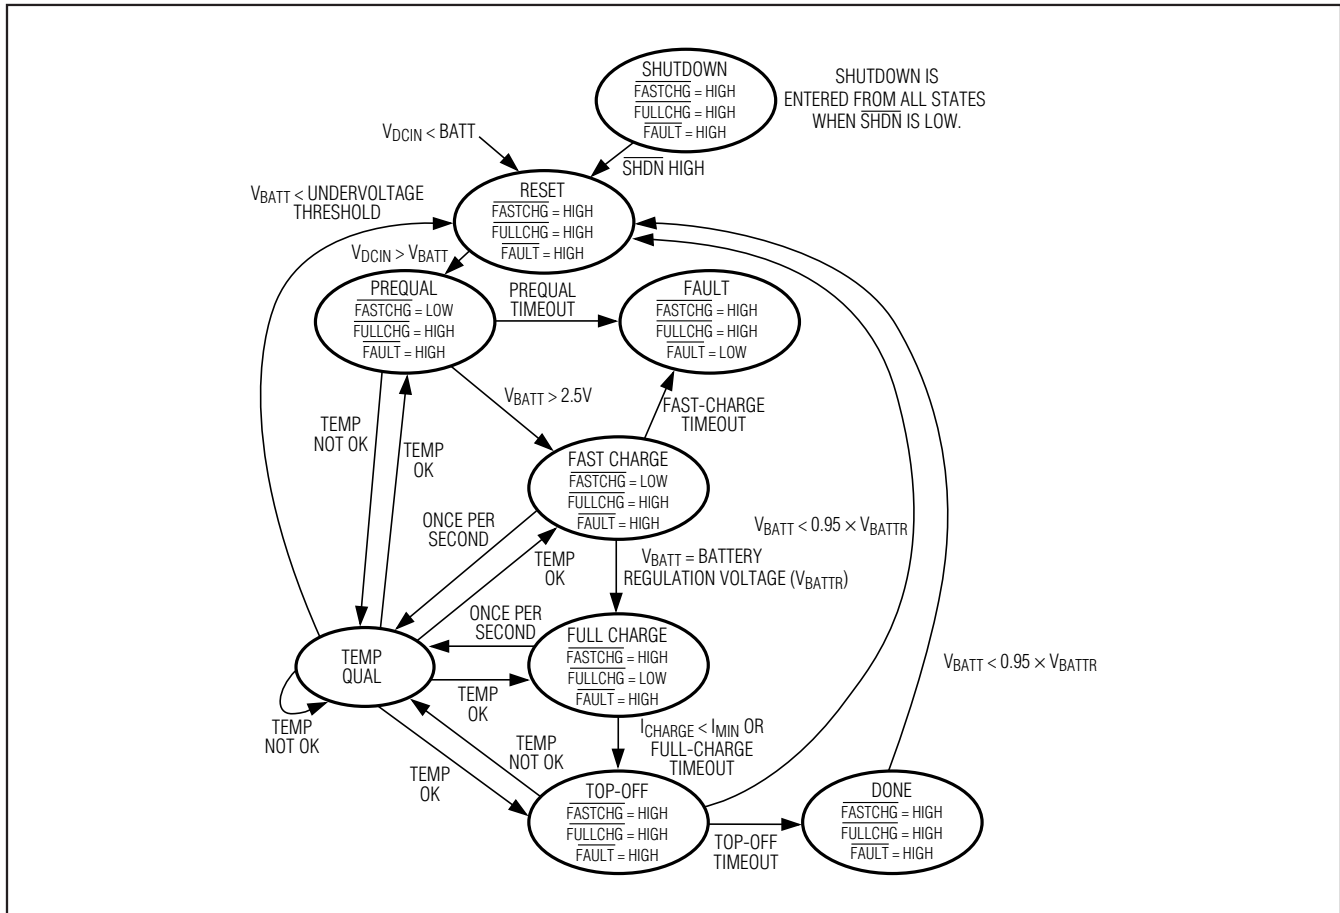 SHUTDOWN
FASTCHG = HIGH
FULLCHG = HIGH
FAULT = HIGH
SHUTDOWN IS
ENTERED FROM ALL STATES
WHEN SHDN IS LOW.
VDCIN < BATT
SHDN HIGH
RESET
FASTCHG = HIGH
FULLCHG = HIGH
FAULT = HIGH
VBATT < UNDERVOLTAGE
THRESHOLD
VDCIN > VBATT
PREQUAL
FASTCHG = LOW
FULLCHG = HIGH
FAULT = HIGH
PREQUAL
TIMEOUT
FAULT
FASTCHG = HIGH
FULLCHG = HIGH
FAULT = LOW
VBATT > 2.5V
FAST-CHARGE
TIMEOUT
TEMP
NOT OK
TEMP
OK
FAST CHARGE
FASTCHG = LOW
FULLCHG = HIGH
FAULT = HIGH
ONCE PER
SECOND
TEMP
OK
VBATT = BATTERY
REGULATION VOLTAGE (VBATTR)
VBATT < 0.95 × VBATTR
ONCE PER
SECOND
FULL CHARGE
FASTCHG = HIGH
FULLCHG = LOW
FAULT = HIGH
TEMP
QUAL
TEMP
OK
VBATT < 0.95 × VBATTR
TEMP
NOT OK
TEMP
NOT OK
ICHARGE < IMIN OR
FULL-CHARGE
TIMEOUT
TEMP
OK
TOP-OFF
FASTCHG = HIGH
FULLCHG = HIGH
FAULT = HIGH
TOP-OFF
TIMEOUT
DONE
FASTCHG = HIGH
FULLCHG = HIGH
FAULT = HIGH